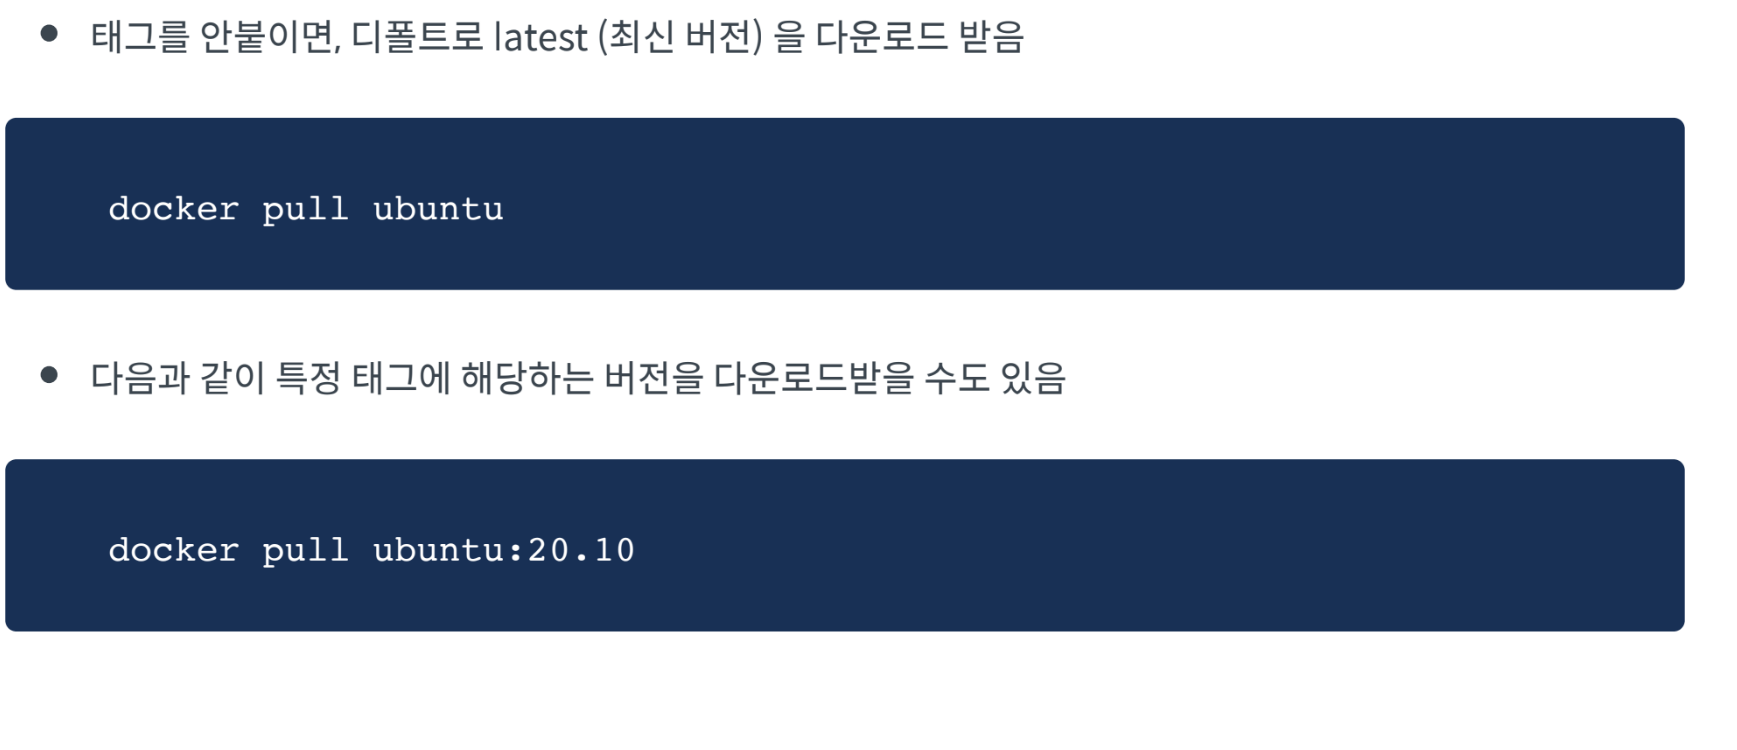 • 태그를 안붙이면, 디폴트로 latest (최신 버전) 을 다운로드 받음
docker pull ubuntu
• 다음과 같이 특정 태그에 해당하는 버전을 다운로드받을 수도 있음
docker pull ubuntu:20.10